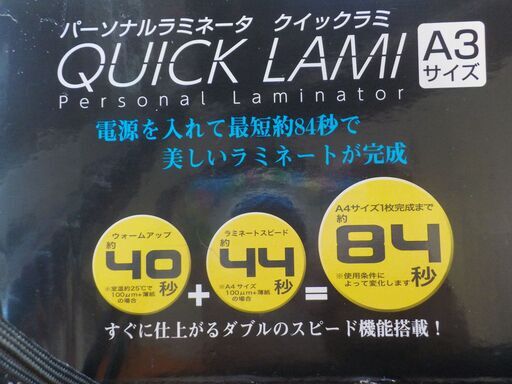 パーソナルラミネータ クイックラミ
QUICK LAMI
A3
サイズ
Personal Laminator
電源を入れて最短約84秒で
美しいラミネートが完成
ウォームアップ
約
40
秒
※室温約25℃で
100μm+薄紙
の場合
+
ラミネートスピード
約
44
秒
※A4サイズ
100μm+薄紙
の場合
=
A4サイズ1枚完成まで
約
84
秒
※使用条件に
よって変化します
すぐに仕上がるダブルのスピード機能搭載!